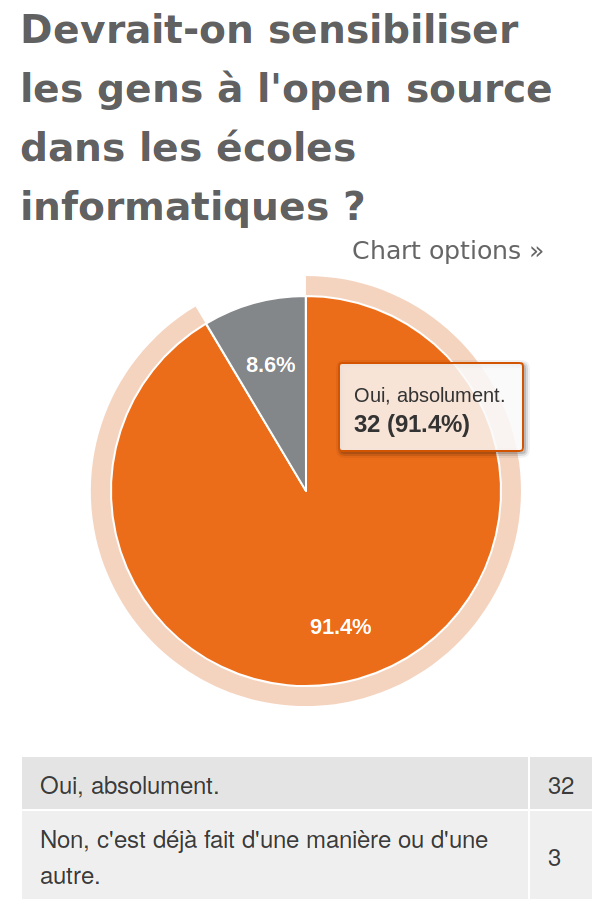 Devrait-on sensibiliser
les gens à l'open source
dans les écoles
informatiques ?
Chart options »
8.6%
Oui, absolument.
32 (91.4%)
91.4%
Oui, absolument. 32
Non, c'est déjà fait d'une manière ou d'une
autre. 3